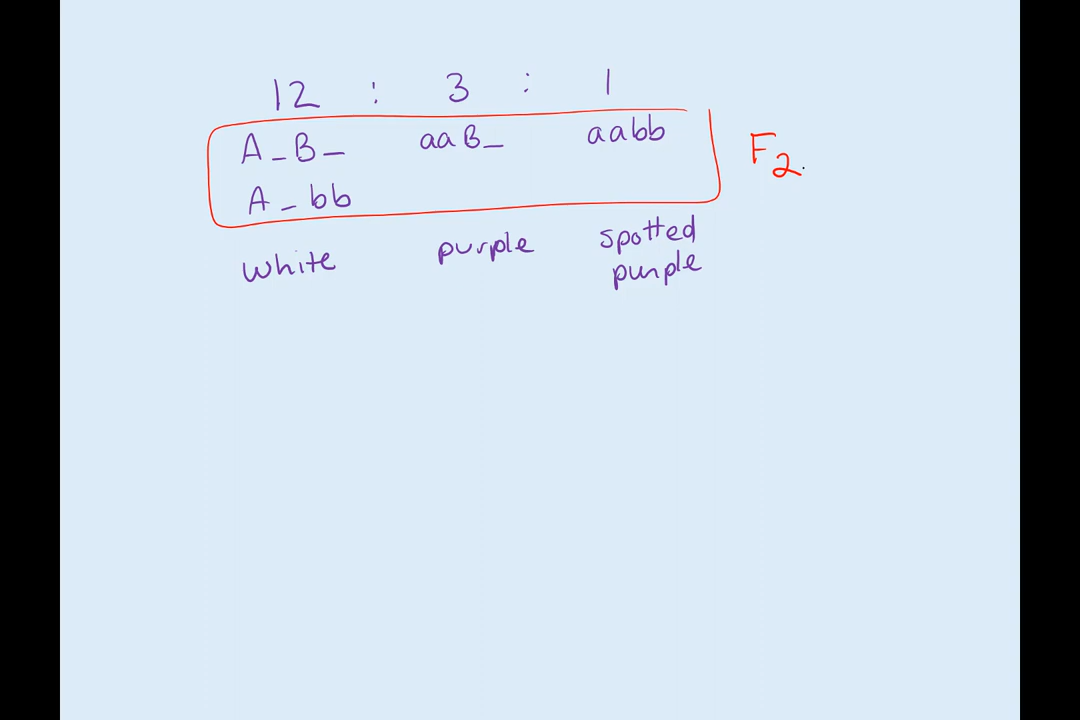 12 : 3 : 1
A_B_ aaB_ aabb
F2
A_bb
white purple spotted
purple